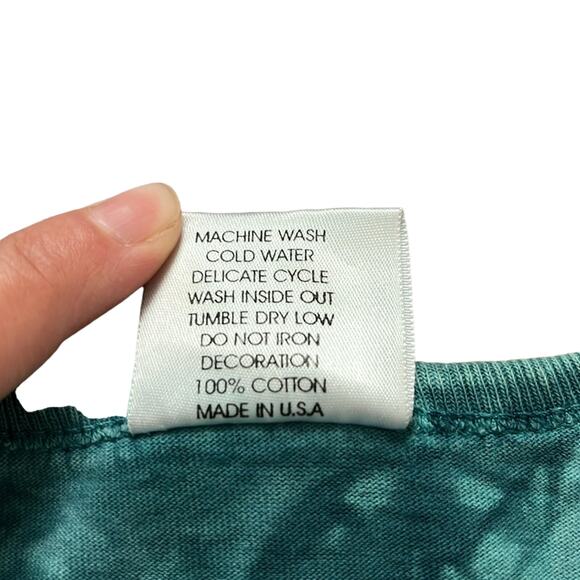 MACHINE WASH
COLD WATER
DELICATE CYCLE
WASH INSIDE OUT
TUMBLE DRY LOW
DO NOT IRON
DECORATION
100% COTTON
MADE IN U.S.A